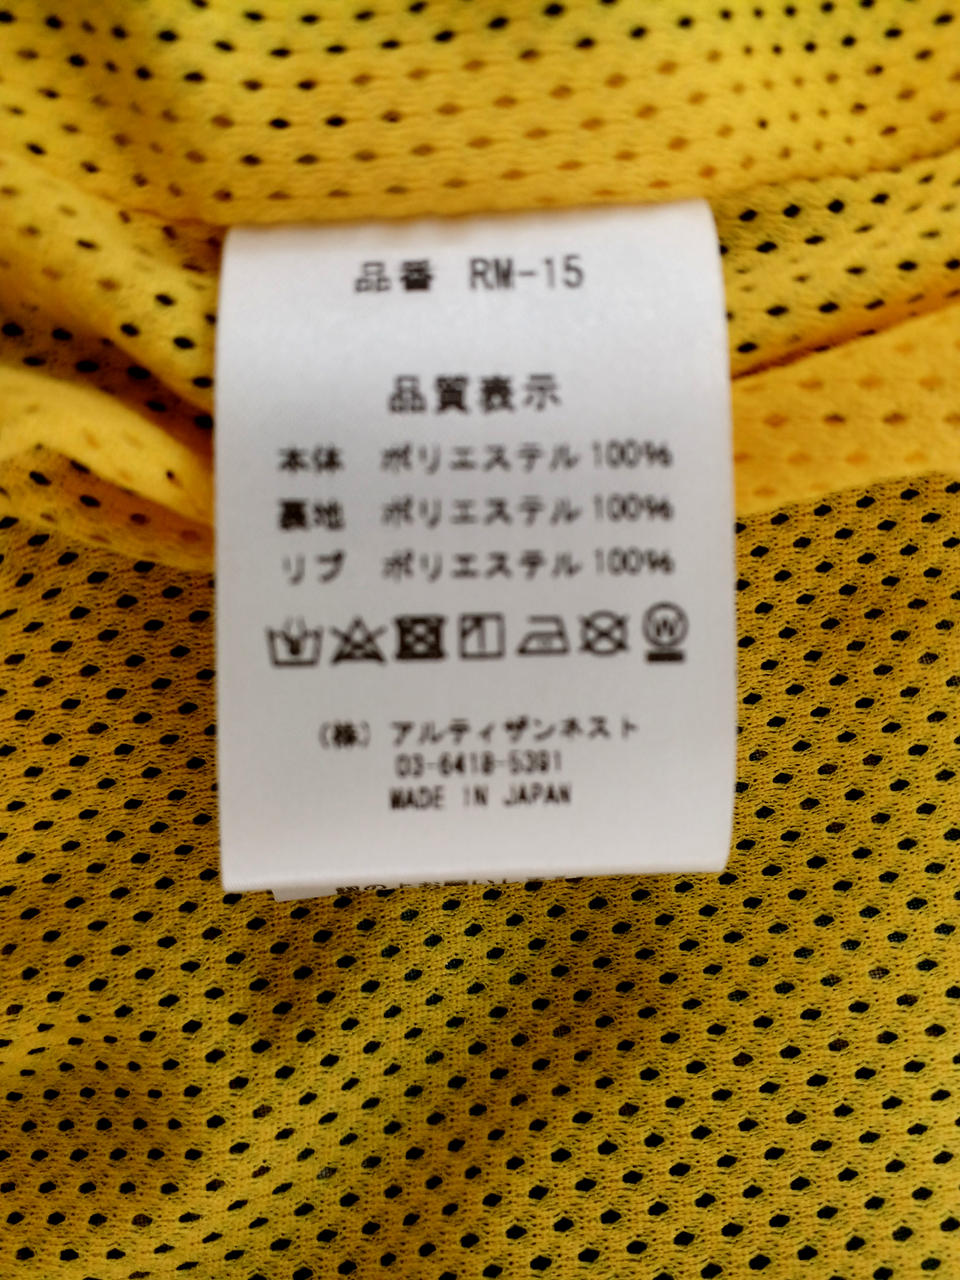 品番 RM-15
品質表示
本体 ポリエステル 100%
裏地 ポリエステル 100%
リブ ポリエステル 100%
W
(株) アルティザンネスト
03-6418-5391
MADE IN JAPAN